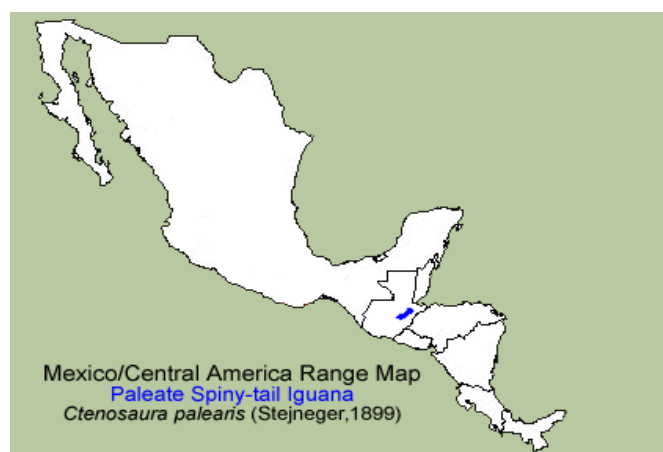 Mexico/Central America Range Map
Paleate Spiny-tail Iguana
Ctenosaura palearis (Stejneger,1899)